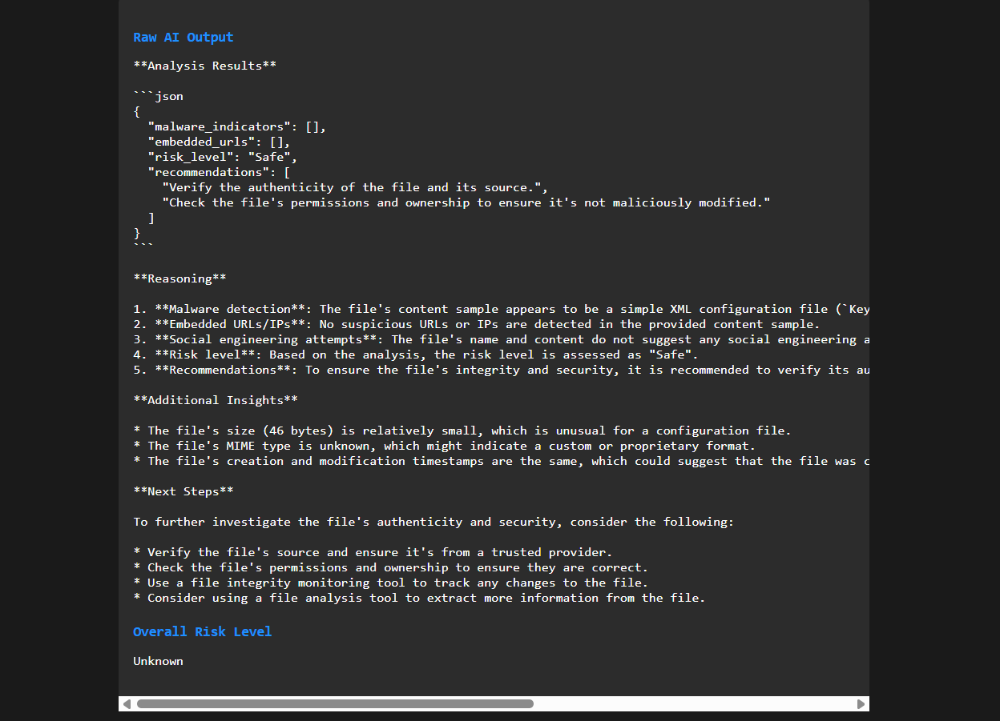 Raw AI Output
**Analysis Results**
```json
{
  "malware_indicators": [],
  "embedded_urls": [],
  "risk_level": "Safe",
  "recommendations": [
    "Verify the authenticity of the file and its source.",
    "Check the file's permissions and ownership to ensure it's not maliciously modified."
  ]
}
```
**Reasoning**
1. **Malware detection**: The file's content sample appears to be a simple XML configuration file (`Key
2. **Embedded URLs/IPs**: No suspicious URLs or IPs are detected in the provided content sample.
3. **Social engineering attempts**: The file's name and content do not suggest any social engineering a
4. **Risk level**: Based on the analysis, the risk level is assessed as "Safe".
5. **Recommendations**: To ensure the file's integrity and security, it is recommended to verify its au
**Additional Insights**
* The file's size (46 bytes) is relatively small, which is unusual for a configuration file.
* The file's MIME type is unknown, which might indicate a custom or proprietary format.
* The file's creation and modification timestamps are the same, which could suggest that the file was c
**Next Steps**
To further investigate the file's authenticity and security, consider the following:
* Verify the file's source and ensure it's from a trusted provider.
* Check the file's permissions and ownership to ensure they are correct.
* Use a file integrity monitoring tool to track any changes to the file.
* Consider using a file analysis tool to extract more information from the file.
Overall Risk Level
Unknown